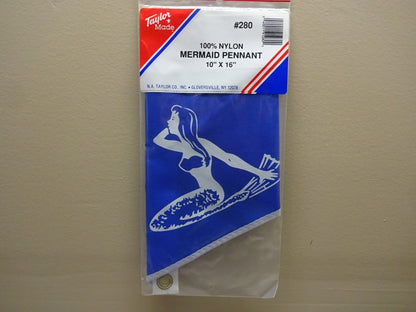 Taylor
Made
#280
100% NYLON
MERMAID PENNANT
10" X 16"
N.A. TAYLOR CO., INC. • GLOVERSVILLE, NY 12078